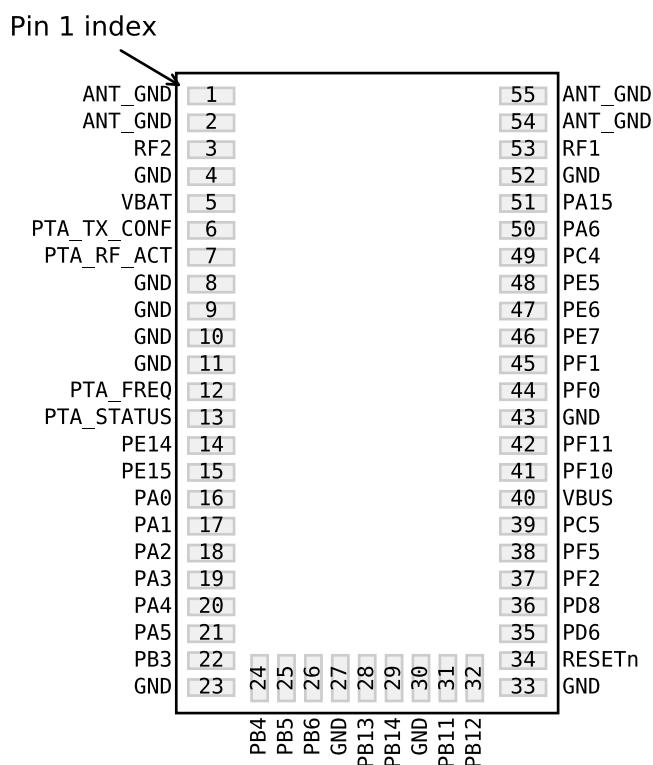 Pin 1 index
ANT_GND 1 55 ANT_GND
ANT_GND 2 54 ANT_GND
RF2 3 53 RF1
GND 4 52 GND
VBAT 5 51 PA15
PTA_TX_CONF 6 50 PA6
PTA_RF_ACT 7 49 PC4
GND 8 48 PE5
GND 9 47 PE6
GND 10 46 PE7
GND 11 45 PF1
PTA_FREQ 12 44 PF0
PTA_STATUS 13 43 GND
PE14 14 42 PF11
PE15 15 41 PF10
PA0 16 40 VBUS
PA1 17 39 PC5
PA2 18 38 PF5
PA3 19 37 PF2
PA4 20 36 PD8
PA5 21 35 PD6
PB3 22 34 RESETn
GND 23 33 GND
24 25 26 27 28 29 30 31 32
PB4 PB5 PB6 GND PB13 PB14 GND PB11 PB12